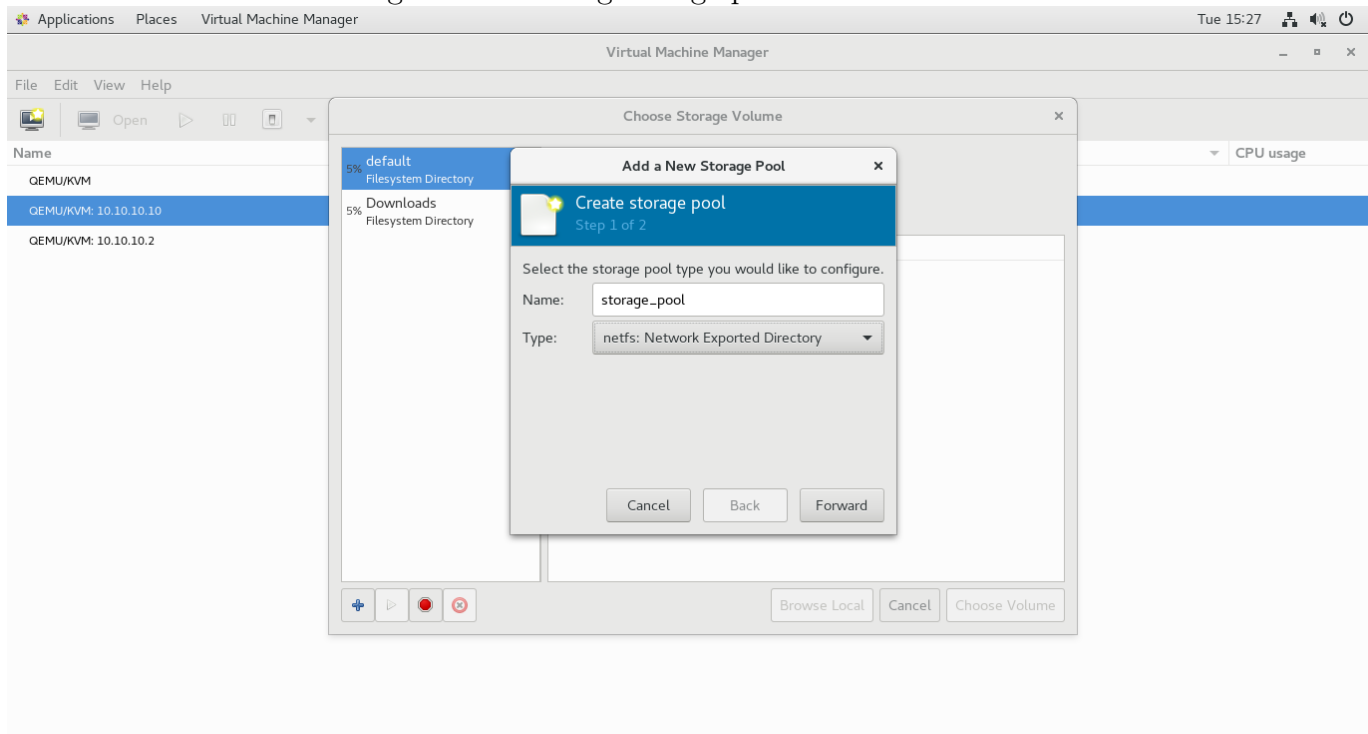 Applications Places Virtual Machine Manager Tue 15:27
Virtual Machine Manager
File Edit View Help
Open
Choose Storage Volume
Name CPU usage
QEMU/KVM
QEMU/KVM: 10.10.10.10
QEMU/KVM: 10.10.10.2
5% default
Filesystem Directory
5% Downloads
Filesystem Directory
Add a New Storage Pool
Create storage pool
Step 1 of 2
Select the storage pool type you would like to configure.
Name: storage_pool
Type: netfs: Network Exported Directory
Cancel Back Forward
Browse Local Cancel Choose Volume